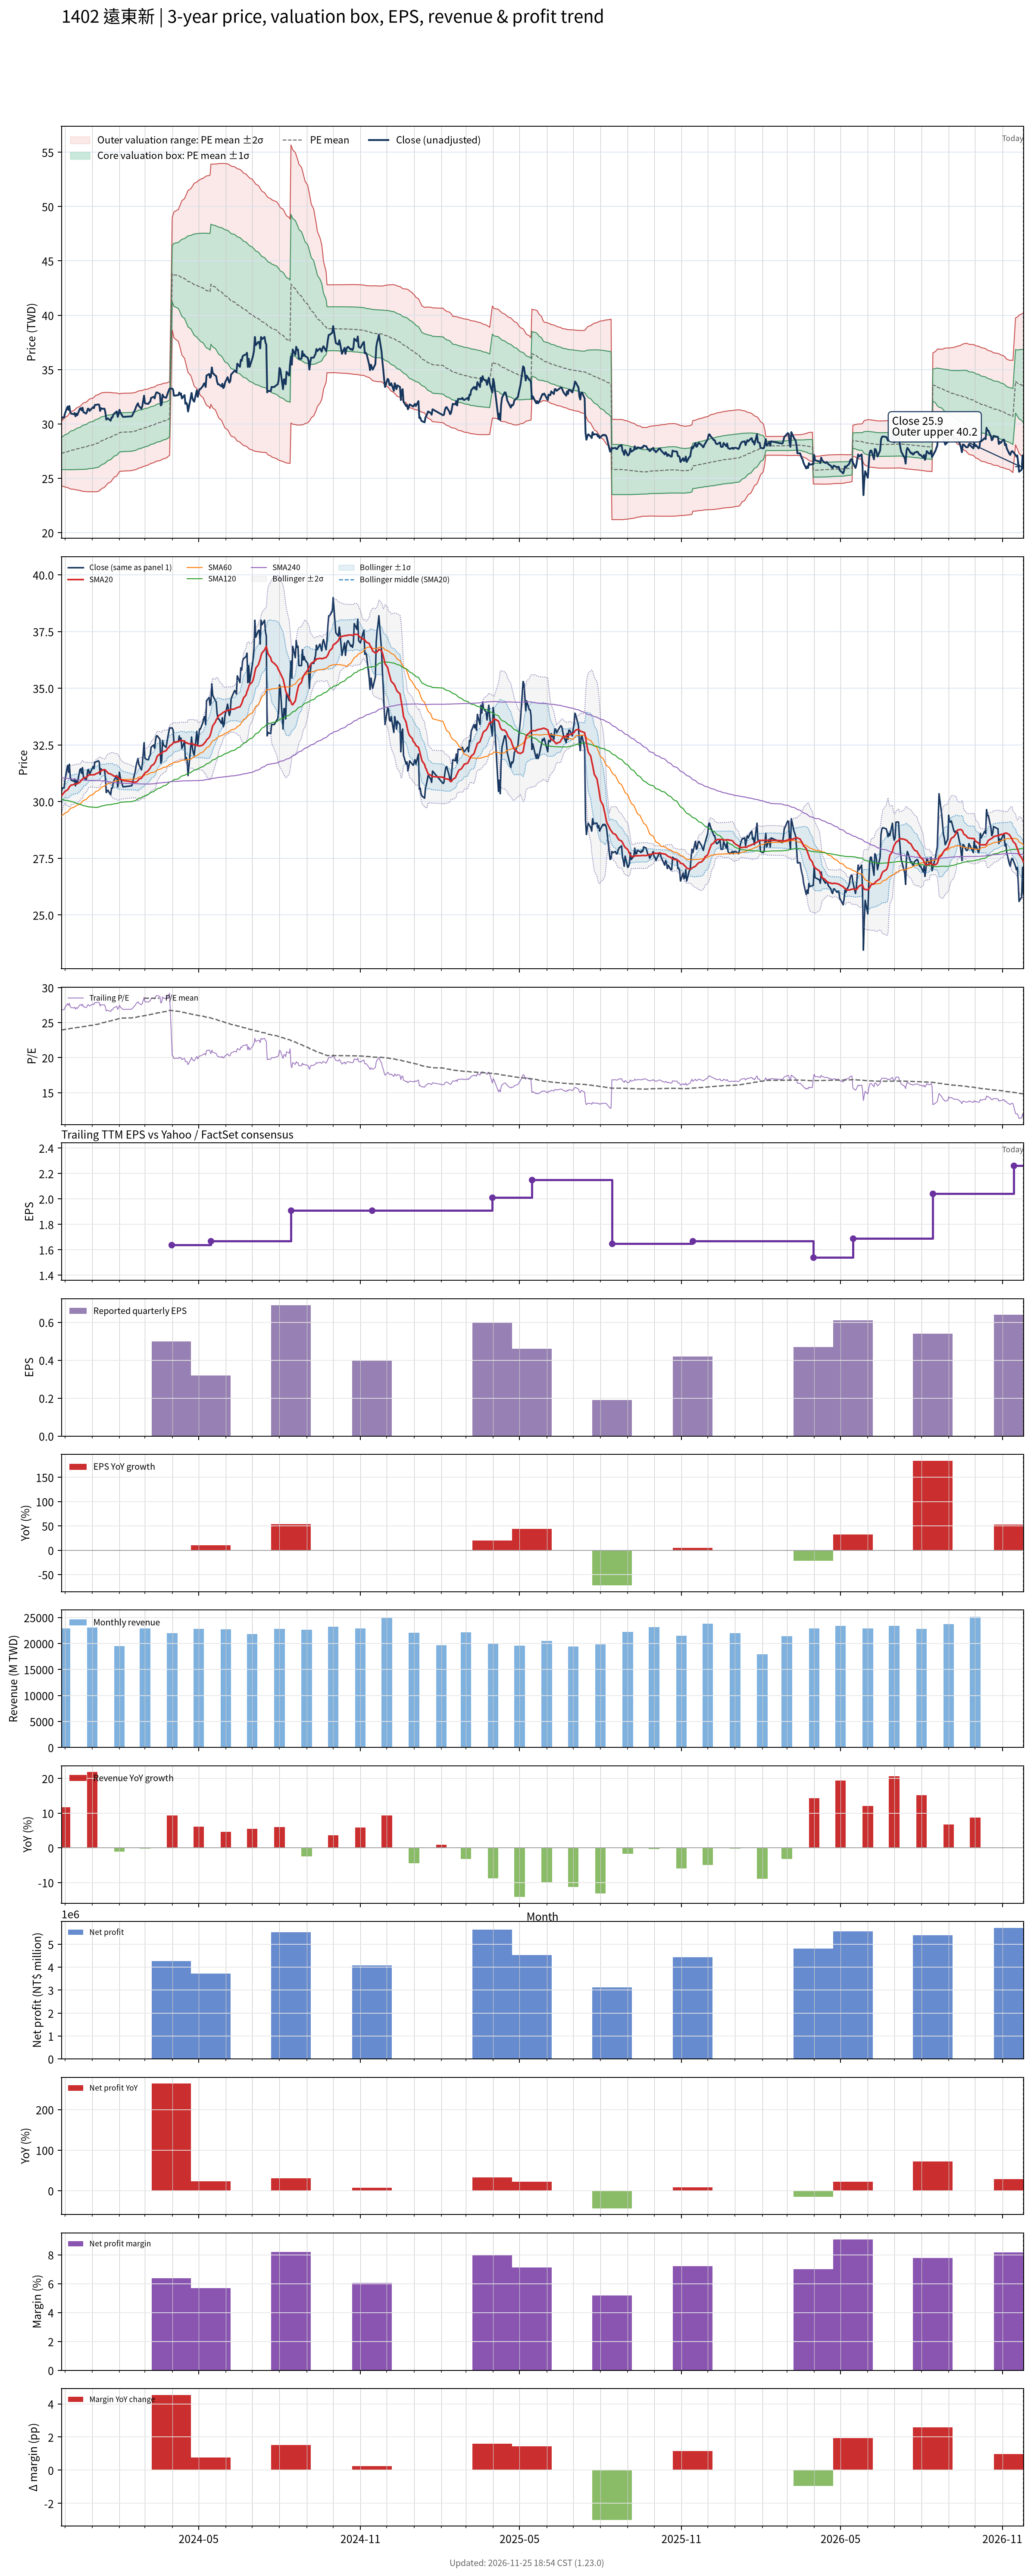 1402 遠東新 | 3-year price, valuation box, EPS, revenue & profit trend
Outer valuation range: PE mean ±2σ
Core valuation box: PE mean ±1σ
PE mean
Close (unadjusted)
Today
Price (TWD)
55
50
45
40
35
30
25
20
Close 25.9
Outer upper 40.2
Close (same as panel 1)
SMA20
SMA60
SMA120
SMA240
Bollinger ±2σ
Bollinger ±1σ
Bollinger middle (SMA20)
Price
40.0
37.5
35.0
32.5
30.0
27.5
25.0
Trailing P/E
P/E mean
P/E
30
25
20
15
Trailing TTM EPS vs Yahoo / FactSet consensus
Today
EPS
2.4
2.2
2.0
1.8
1.6
1.4
Reported quarterly EPS
EPS
0.6
0.4
0.2
0.0
EPS YoY growth
YoY (%)
150
100
50
0
-50
Monthly revenue
Revenue (M TWD)
25000
20000
15000
10000
5000
0
Revenue YoY growth
YoY (%)
20
10
0
-10
Month
1e6
Net profit
Net profit (NT$ million)
5
4
3
2
1
0
Net profit YoY
YoY (%)
200
100
0
Net profit margin
Margin (%)
8
6
4
2
0
Margin YoY change
Δ margin (pp)
4
2
0
-2
2024-05
2024-11
2025-05
2025-11
2026-05
2026-11
Updated: 2026-11-25 18:54 CST (1.23.0)